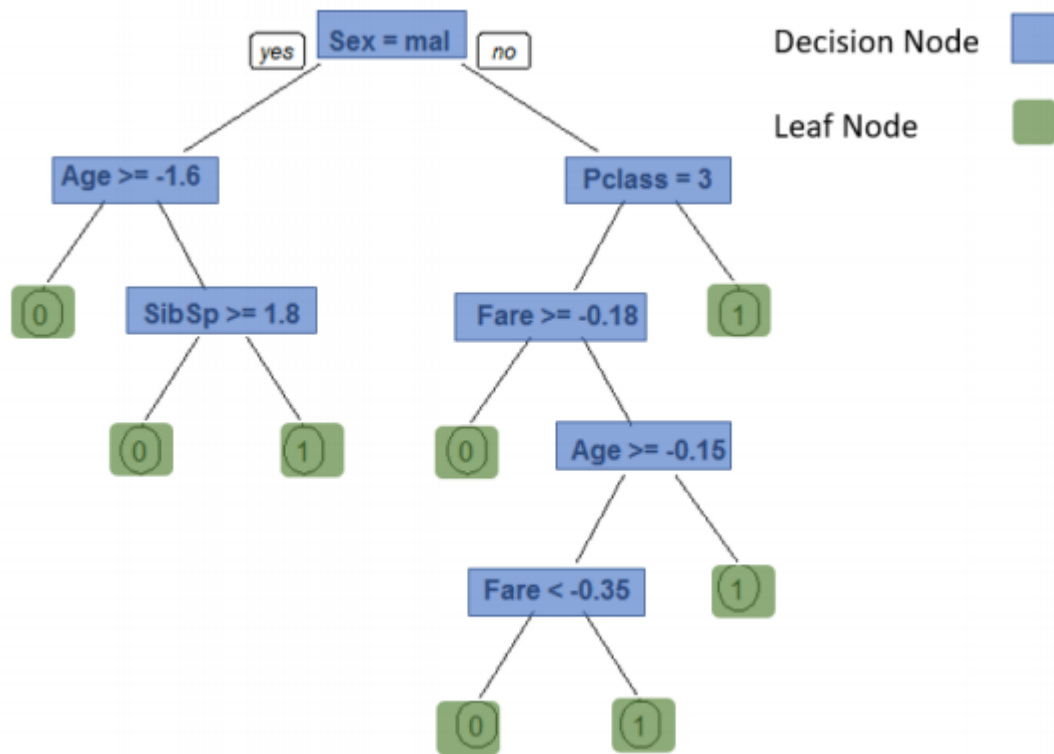 yes
Sex = mal
no
Decision Node
Leaf Node
Age >= -1.6
Pclass = 3
0
SibSp >= 1.8
Fare >= -0.18
1
0
1
0
Age >= -0.15
Fare < -0.35
1
0
1